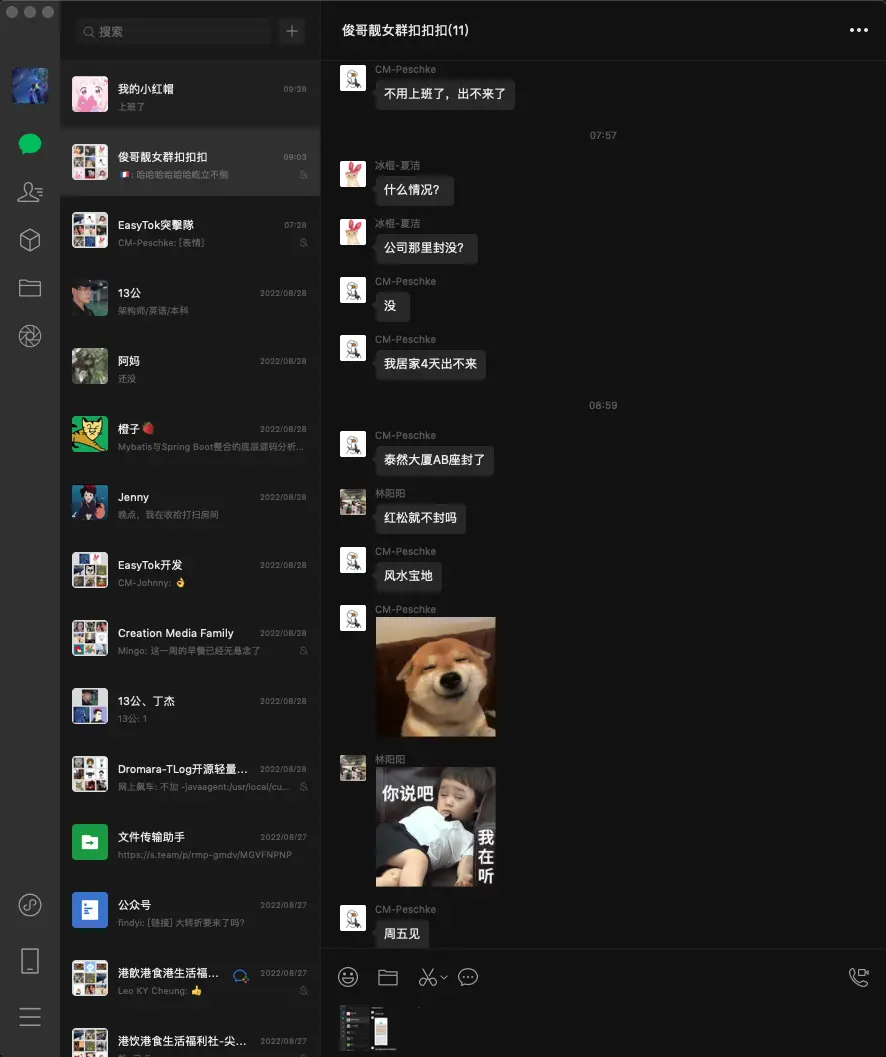 搜索
我的小红帽
09:28
上班了
俊哥靓女群扣扣扣
09:03
🇫🇷: 哈哈哈哈哈哈屹立不倒
EasyTok突擊隊
07:28
CM-Peschke: [表情]
13公
2022/08/28
架构师/英语/本科
阿妈
2022/08/28
还没
橙子🍓
2022/08/28
Mybatis与Spring Boot整合的底层源码分析...
Jenny
2022/08/28
晚点，我在收拾打扫房间
EasyTok开发
2022/08/28
CM-Johnny: 👌
Creation Media Family
2022/08/28
Mingo: 这一周的早餐已经无悬念了
13公、丁杰
2022/08/28
13公: 1
Dromara-TLog开源轻量...
2022/08/28
网上飙车: 不加 -javaagent:/usr/local/cu...
文件传输助手
2022/08/27
https://s.team/p/rmp-gmdv/MGVFNPNP
公众号
2022/08/27
findyi: [链接] 大转折要来了吗?
港飲港食港生活福...
2022/08/27
Leo KY Cheung: 👍
港饮港食生活福利社-尖...
2022/08/27
俊哥靓女群扣扣扣(11)
CM-Peschke
不用上班了，出不来了
07:57
冰棍-夏洁
什么情况?
冰棍-夏洁
公司那里封没?
CM-Peschke
没
CM-Peschke
我居家4天出不来
08:59
CM-Peschke
泰然大厦AB座封了
林阳阳
红松就不封吗
CM-Peschke
风水宝地
CM-Peschke
林阳阳
你说吧
我在听
CM-Peschke
周五见